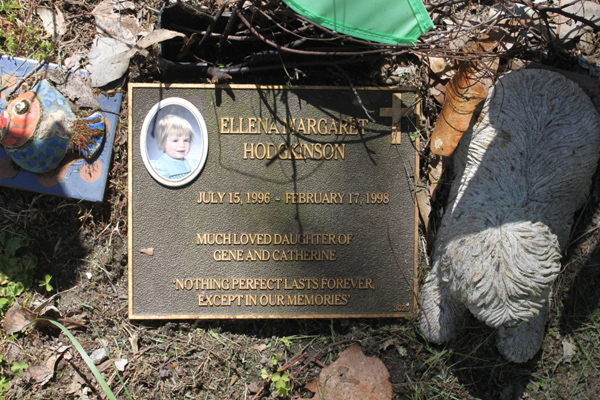 ELLENA MARGARET
HODGKINSON
JULY 15, 1996 - FEBRUARY 17, 1998
MUCH LOVED DAUGHTER OF
GENE AND CATHERINE
'NOTHING PERFECT LASTS FOREVER,
EXCEPT IN OUR MEMORIES'